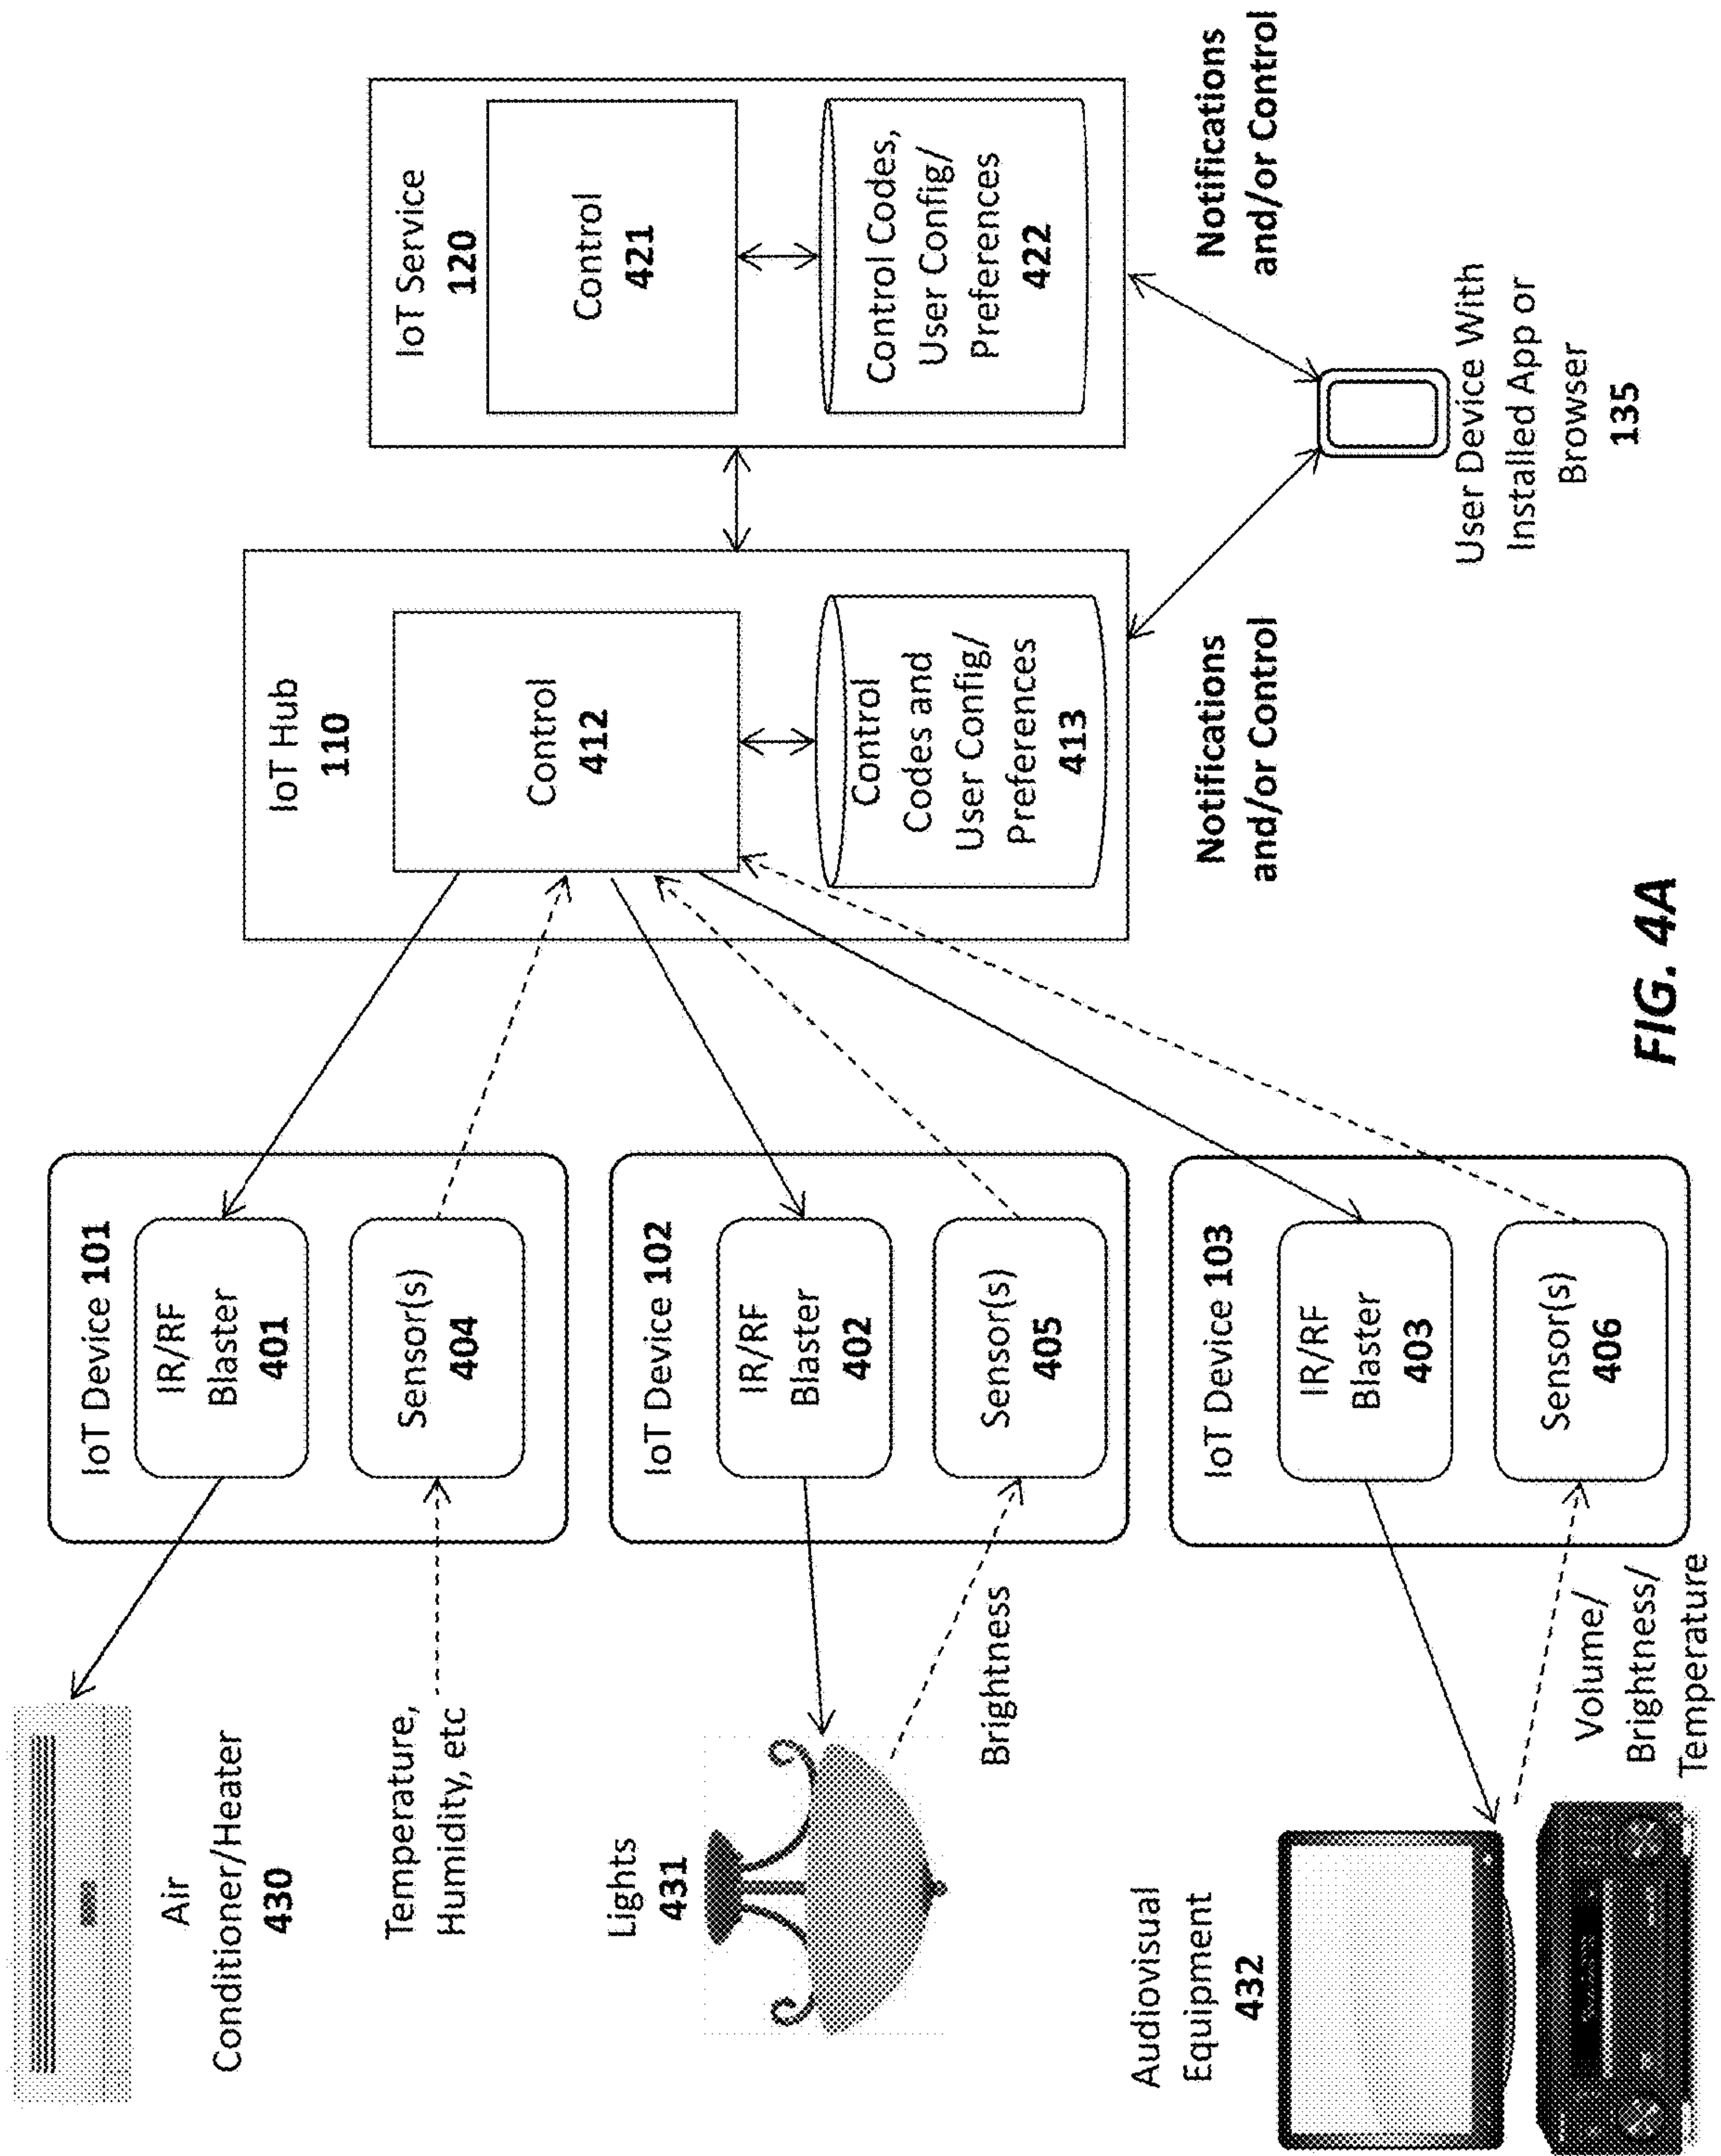 Air
Conditioner/Heater
430
Temperature,
Humidity, etc
Lights
431
Brightness
Audiovisual
Equipment
432
Volume/
Brightness/
Temperature
IoT Device 101
IR/RF
Blaster
401
Sensor(s)
404
IoT Device 102
IR/RF
Blaster
402
Sensor(s)
405
IoT Device 103
IR/RF
Blaster
403
Sensor(s)
406
IoT Hub
110
Control
412
Control
Codes and
User Config/
Preferences
413
Notifications
and/or Control
IoT Service
120
Control
421
Control Codes,
User Config/
Preferences
422
Notifications
and/or Control
User Device With
Installed App or
Browser
135
FIG. 4A